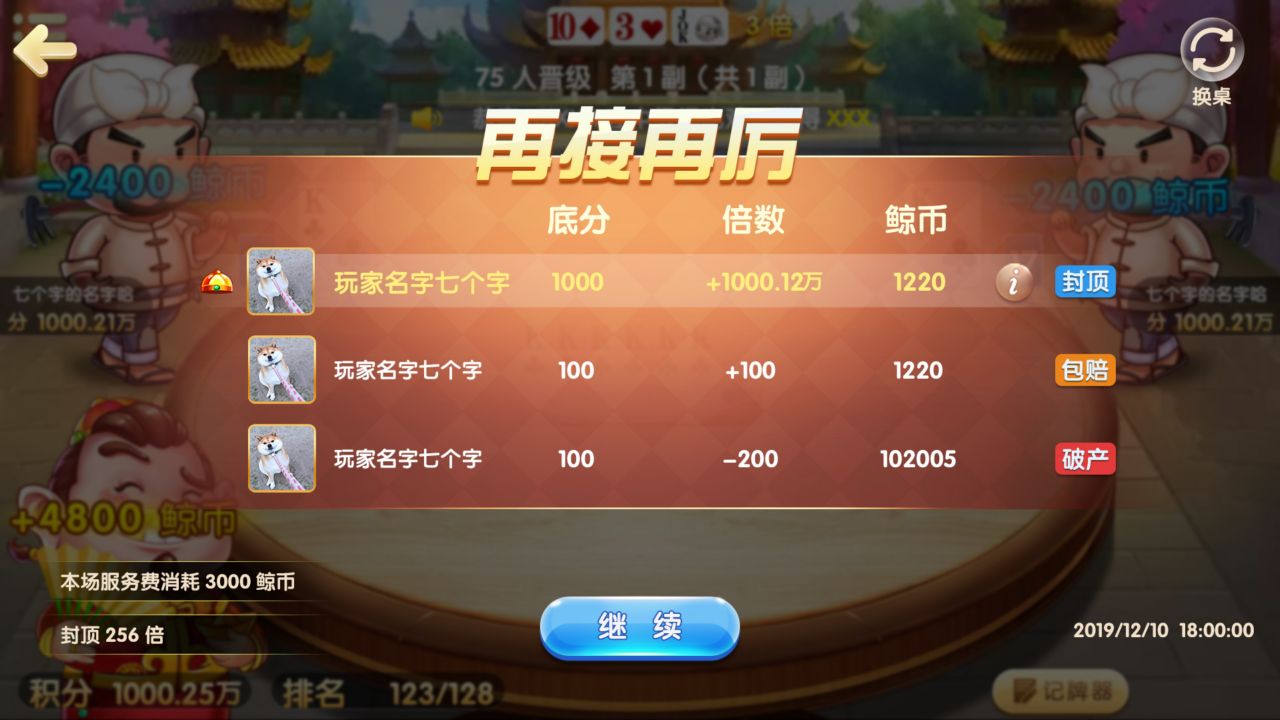 10 3 JOK 3倍
75 人晋级 第1副（共1副）
换桌
XXX
再接再厉
-2400 鲸币
-2400 鲸币
底分 倍数 鲸币
玩家名字七个字 1000 +1000.12万 1220 i 封顶
七个字的名字哈
分 1000.21万
七个字的名字哈
分 1000.21万
玩家名字七个字 100 +100 1220 包赔
玩家名字七个字 100 -200 102005 破产
+4800 鲸币
本场服务费消耗 3000 鲸币
封顶 256 倍
继 续
2019/12/10 18:00:00
积分 1000.25万 排名 123/128
记牌器